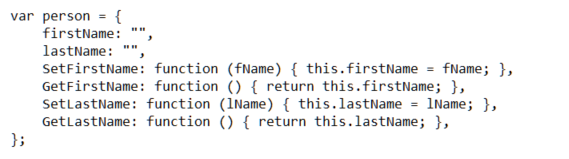 var person = {
    firstName: "",
    lastName: "",
    SetFirstName: function (fName) { this.firstName = fName; },
    GetFirstName: function () { return this.firstName; },
    SetLastName: function (lName) { this.lastName = lName; },
    GetLastName: function () { return this.lastName; },
};